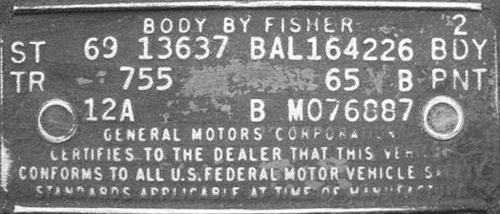 BODY BY FISHER 2
ST 69 13637 BAL164226 BDY
TR 755 65 B PNT
12A B M076887
GENERAL MOTORS CORPORATION
CERTIFIES TO THE DEALER THAT THIS VEHICLE
CONFORMS TO ALL U.S. FEDERAL MOTOR VEHICLE
STANDARDS APPLICABLE AT TIME OF